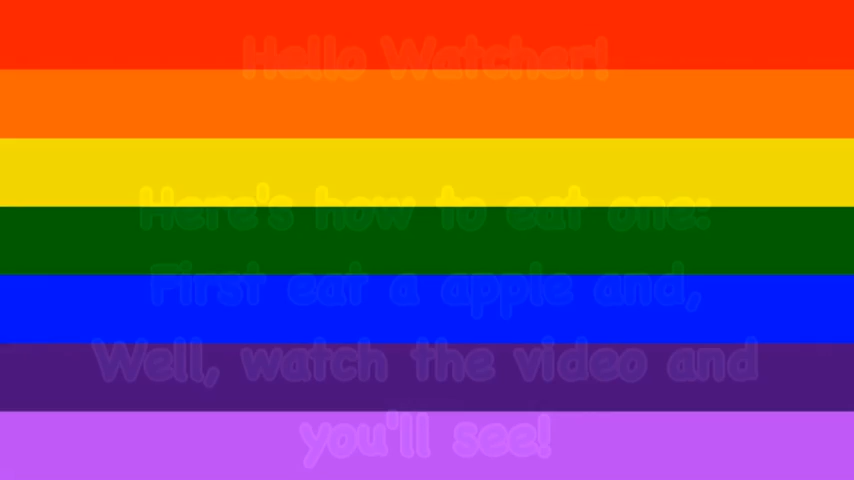 Hello Watcher!
Here's how to eat one:
First eat a apple and,
Well, watch the video and
you'll see!